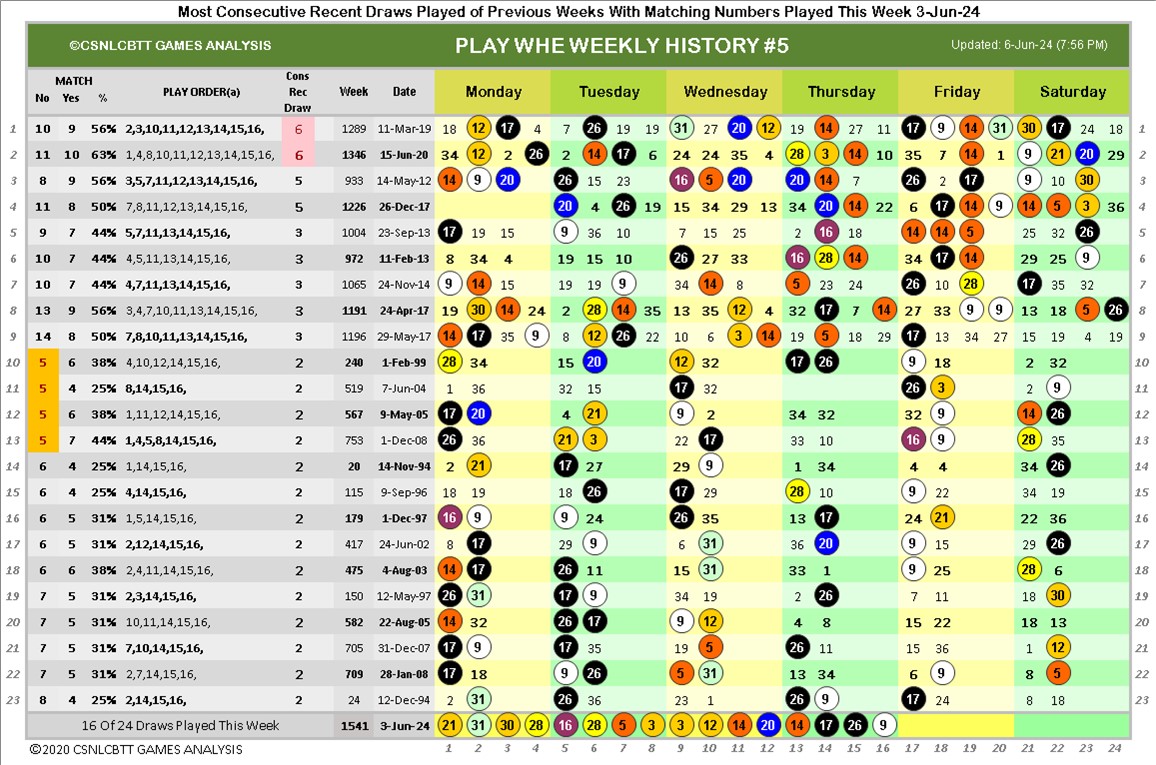 Most Consecutive Recent Draws Played of Previous Weeks With Matching Numbers Played This Week 3-Jun-24
©CSNLCBTT GAMES ANALYSIS PLAY WHE WEEKLY HISTORY #5 Updated: 6-Jun-24 (7:56 PM)
No MATCH Yes % PLAY ORDER(a) Cons Rec Draw Week Date Monday Tuesday Wednesday Thursday Friday Saturday
1 10 9 56% 2,3,10,11,12,13,14,15,16, 6 1289 11-Mar-19 18 12 17 4 7 26 19 19 31 27 20 12 19 14 27 11 17 9 14 31 30 17 24 18 1
2 11 10 63% 1,4,8,10,11,12,13,14,15,16, 6 1346 15-Jun-20 34 12 2 26 2 14 17 6 24 24 35 4 28 3 14 10 35 7 14 1 9 21 20 29 2
3 8 9 56% 3,5,7,11,12,13,14,15,16, 5 933 14-May-12 14 9 20 26 15 23 16 5 20 20 14 7 26 2 17 9 10 30 3
4 11 8 50% 7,8,11,12,13,14,15,16, 5 1226 26-Dec-17 20 4 26 19 15 34 29 13 34 20 14 22 6 17 14 9 14 5 3 36 4
5 9 7 44% 5,7,11,13,14,15,16, 3 1004 23-Sep-13 17 19 15 9 36 10 7 15 25 2 16 18 14 14 5 25 32 26 5
6 10 7 44% 4,5,11,13,14,15,16, 3 972 11-Feb-13 8 34 4 19 15 10 26 27 33 16 28 14 34 17 14 29 25 9 6
7 10 7 44% 4,7,11,13,14,15,16, 3 1065 24-Nov-14 9 14 15 19 19 9 34 14 8 5 23 24 26 10 28 17 35 32 7
8 13 9 56% 3,4,7,10,11,13,14,15,16, 3 1191 24-Apr-17 19 30 14 24 2 28 14 35 13 35 12 4 32 17 7 14 27 33 9 9 13 18 5 26 8
9 14 8 50% 7,8,10,11,13,14,15,16, 3 1196 29-May-17 14 17 35 9 8 12 26 22 10 6 3 14 19 5 18 29 17 13 34 27 15 19 4 19 9
10 5 6 38% 4,10,12,14,15,16, 2 240 1-Feb-99 28 34 15 20 12 32 17 26 9 18 2 32 10
11 5 4 25% 8,14,15,16, 2 519 7-Jun-04 1 36 32 15 17 32 26 3 2 9 11
12 5 6 38% 1,11,12,14,15,16, 2 567 9-May-05 17 20 4 21 9 2 34 32 32 9 14 26 12
13 5 7 44% 1,4,5,8,14,15,16, 2 753 1-Dec-08 26 36 21 3 22 17 33 10 16 9 28 35 13
14 6 4 25% 1,14,15,16, 2 20 14-Nov-94 2 21 17 27 29 9 1 34 4 4 34 26 14
15 6 4 25% 4,14,15,16, 2 115 9-Sep-96 18 19 18 26 17 29 28 10 9 22 34 19 15
16 6 5 31% 1,5,14,15,16, 2 179 1-Dec-97 16 9 9 24 26 35 13 17 24 21 22 36 16
17 6 5 31% 2,12,14,15,16, 2 417 24-Jun-02 8 17 29 9 6 31 36 20 9 15 29 26 17
18 6 6 38% 2,4,11,14,15,16, 2 475 4-Aug-03 14 17 26 11 15 31 33 1 9 25 28 6 18
19 7 5 31% 2,3,14,15,16, 2 150 12-May-97 26 31 17 9 34 19 2 26 7 11 18 30 19
20 7 5 31% 10,11,14,15,16, 2 582 22-Aug-05 14 32 26 17 9 12 4 8 15 22 18 13 20
21 7 5 31% 7,10,14,15,16, 2 705 31-Dec-07 17 9 17 35 19 5 26 11 15 36 1 12 21
22 7 5 31% 2,7,14,15,16, 2 709 28-Jan-08 17 18 9 26 5 31 13 34 6 9 8 5 22
23 8 4 25% 2,14,15,16, 2 24 12-Dec-94 2 31 26 36 23 1 26 9 17 24 8 18 23
16 Of 24 Draws Played This Week 1541 3-Jun-24 21 31 30 28 16 28 5 3 3 12 14 20 14 17 26 9
©2020 CSNLCBTT GAMES ANALYSIS 1 2 3 4 5 6 7 8 9 10 11 12 13 14 15 16 17 18 19 20 21 22 23 24